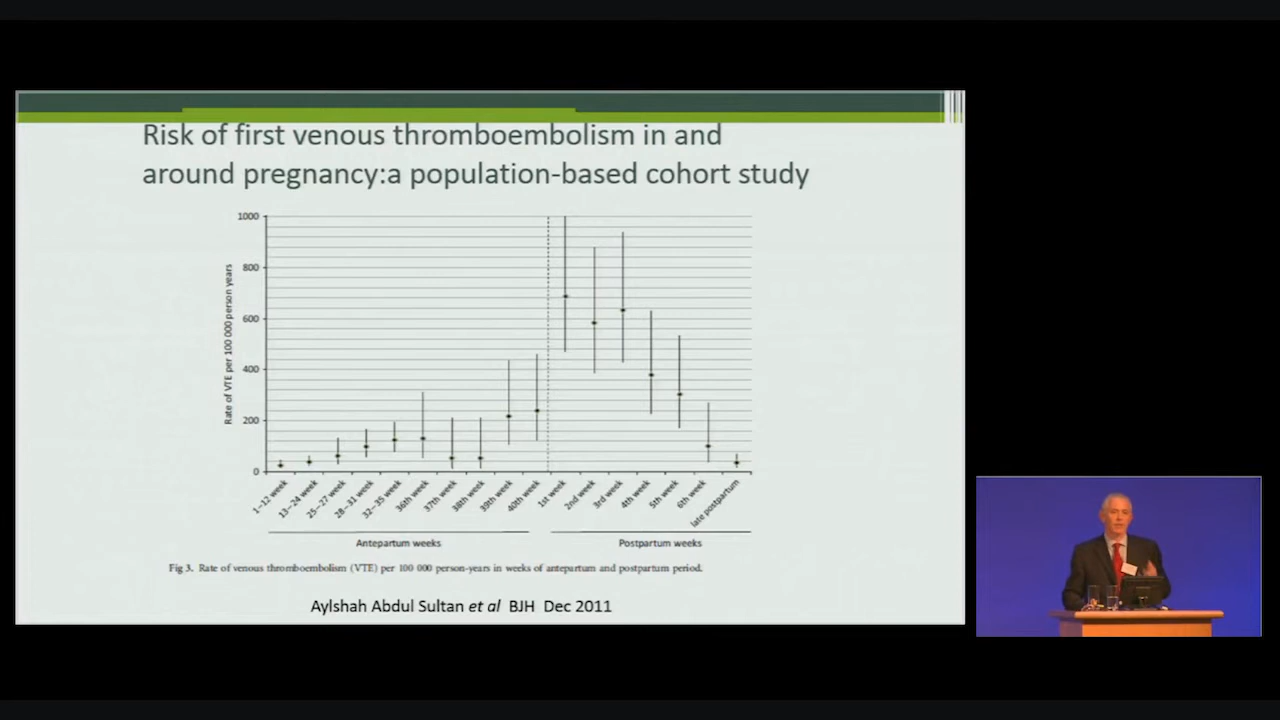 Risk of first venous thromboembolism in and
around pregnancy:a population-based cohort study
1000
800
600
400
200
0
Rate of VTE per 100 000 person years
1–12 week
13–24 week
25–27 week
28–31 week
32–35 week
36th week
37th week
38th week
39th week
40th week
1st week
2nd week
3rd week
4th week
5th week
6th week
late postpartum
Antepartum weeks
Postpartum weeks
Fig 3. Rate of venous thromboembolism (VTE) per 100 000 person-years in weeks of antepartum and postpartum period.
Aylshah Abdul Sultan et al BJH Dec 2011